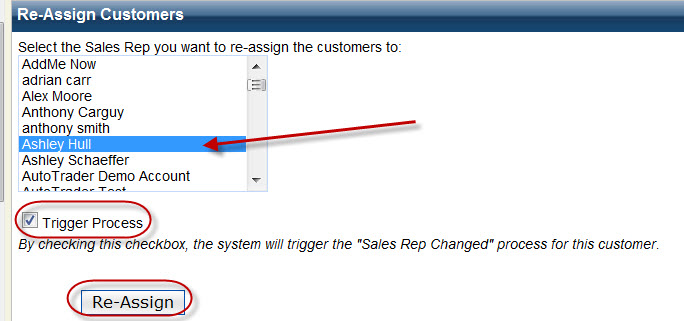 Re-Assign Customers
Select the Sales Rep you want to re-assign the customers to:
AddMe Now
adrian carr
Alex Moore
Anthony Carguy
anthony smith
Ashley Hull
Ashley Schaeffer
AutoTrader Demo Account
AutoTrader Test
Trigger Process
By checking this checkbox, the system will trigger the "Sales Rep Changed" process for this customer.
Re-Assign